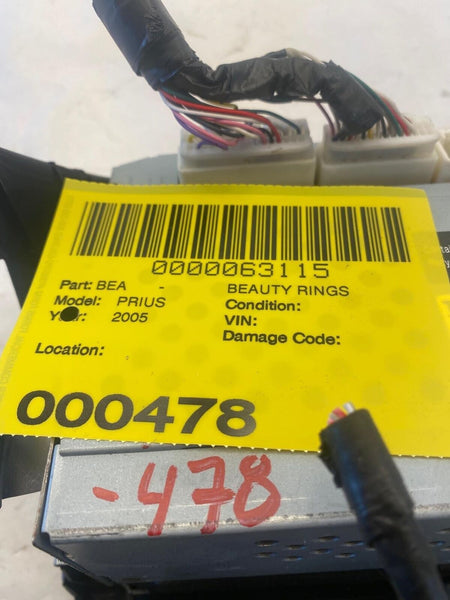 0000063115
Part: BEA - BEAUTY RINGS
Model: PRIUS Condition:
Year: 2005 VIN:
Damage Code:
Location:
000478
-478